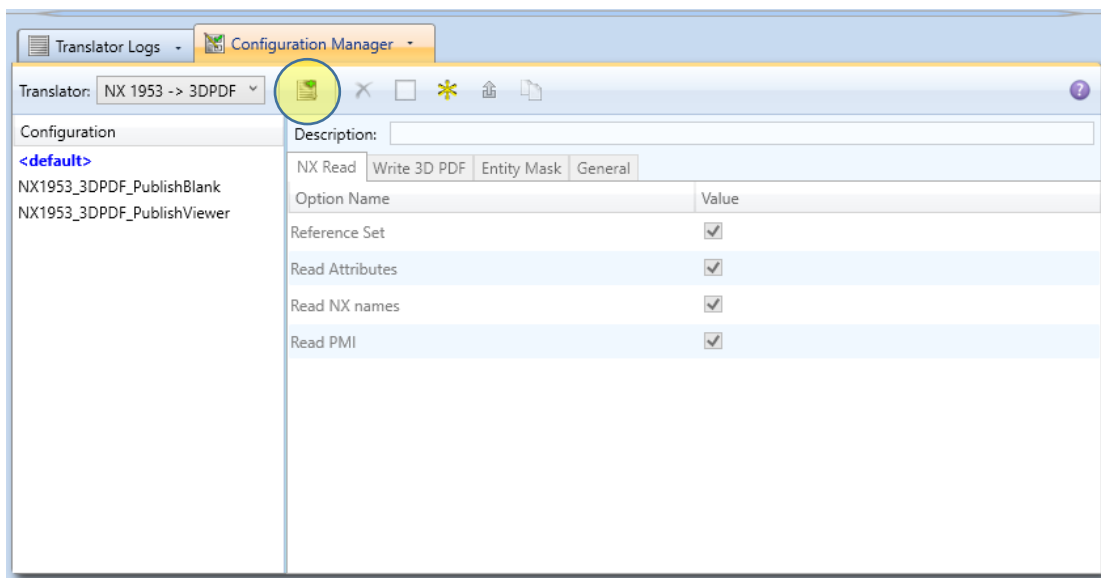 Translator Logs
Configuration Manager
Translator: NX 1953 -> 3DPDF
?
Configuration
Description:
<default>
NX Read Write 3D PDF Entity Mask General
NX1953_3DPDF_PublishBlank
Option Name Value
NX1953_3DPDF_PublishViewer
Reference Set
Read Attributes
Read NX names
Read PMI